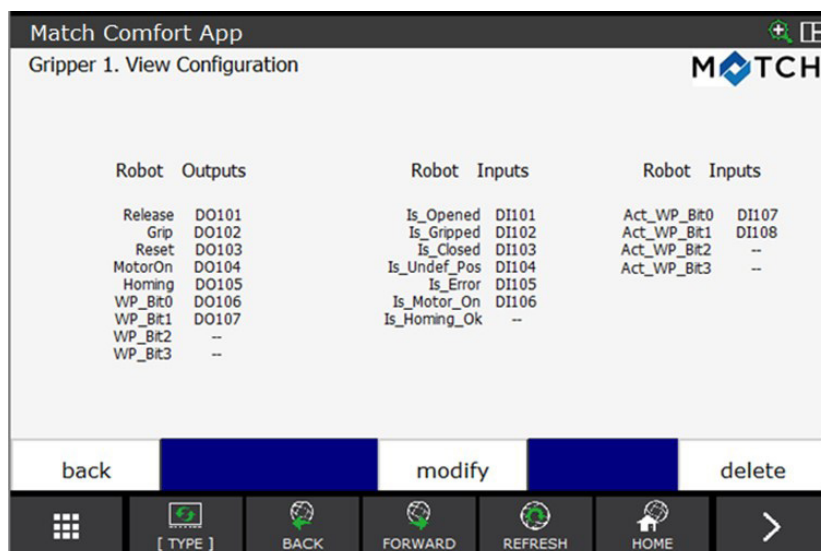 Match Comfort App
Gripper 1. View Configuration
MATCH
Robot Outputs
Release DO101
Grip DO102
Reset DO103
MotorOn DO104
Homing DO105
WP_Bit0 DO106
WP_Bit1 DO107
WP_Bit2 --
WP_Bit3 --
Robot Inputs
Is_Opened DI101
Is_Gripped DI102
Is_Closed DI103
Is_Undef_Pos DI104
Is_Error DI105
Is_Motor_On DI106
Is_Homing_Ok --
Robot Inputs
Act_WP_Bit0 DI107
Act_WP_Bit1 DI108
Act_WP_Bit2 --
Act_WP_Bit3 --
back modify delete
[ TYPE ] BACK FORWARD REFRESH HOME